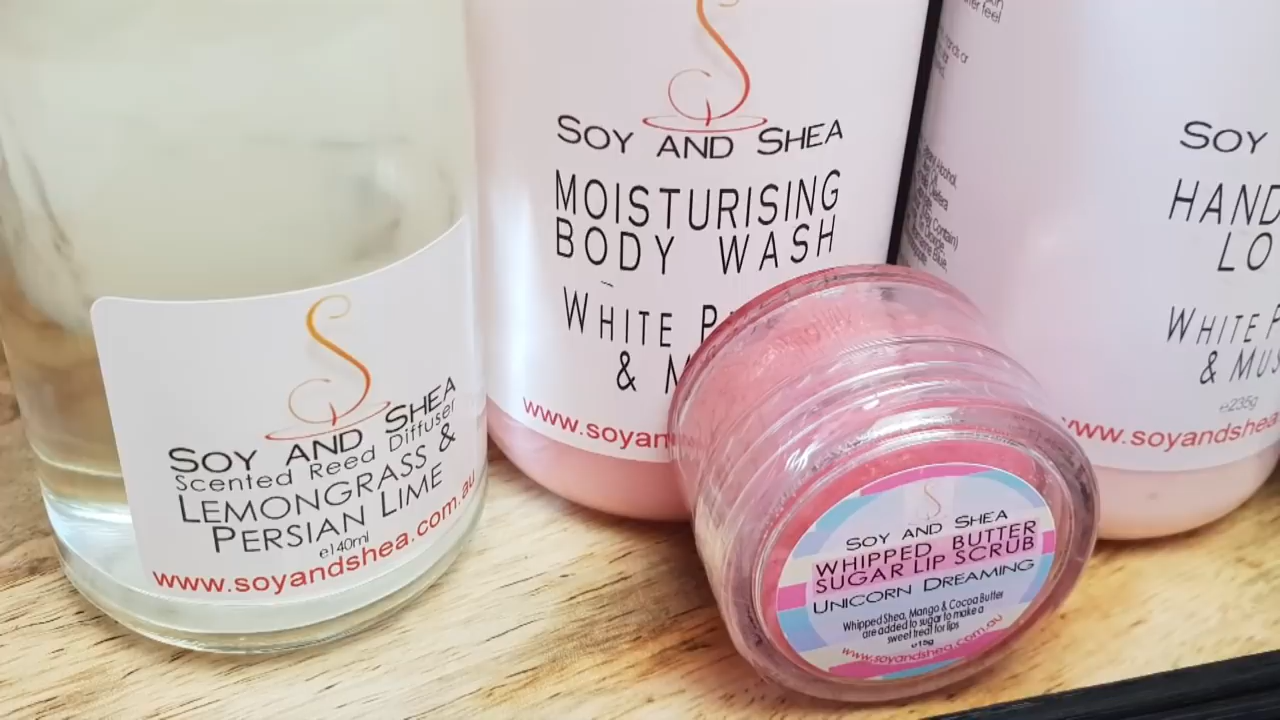 SOY AND SHEA
Scented Reed Diffuser
LEMONGRASS &
PERSIAN LIME
e140ml
www.soyandshea.com.au
SOY AND SHEA
MOISTURISING
BODY WASH
WHITE
&
www.soyan
SOY AND SHEA
WHIPPED BUTTER
SUGAR LIP SCRUB
UNICORN DREAMING
Whipped Shea, Mango & Cocoa Butter
are added to sugar to make a
sweet treat for lips
e15g
www.soyandshea.com.au
SOY
HAND
LO
WHITE P
& MUS
e235g
www.soyandshea